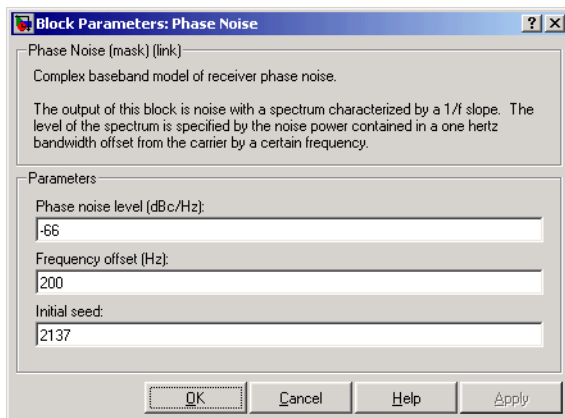 Block Parameters: Phase Noise
Phase Noise (mask) (link)
Complex baseband model of receiver phase noise.
The output of this block is noise with a spectrum characterized by a 1/f slope. The
level of the spectrum is specified by the noise power contained in a one hertz
bandwidth offset from the carrier by a certain frequency.
Parameters
Phase noise level (dBc/Hz):
-66
Frequency offset (Hz):
200
Initial seed:
2137
OK Cancel Help Apply